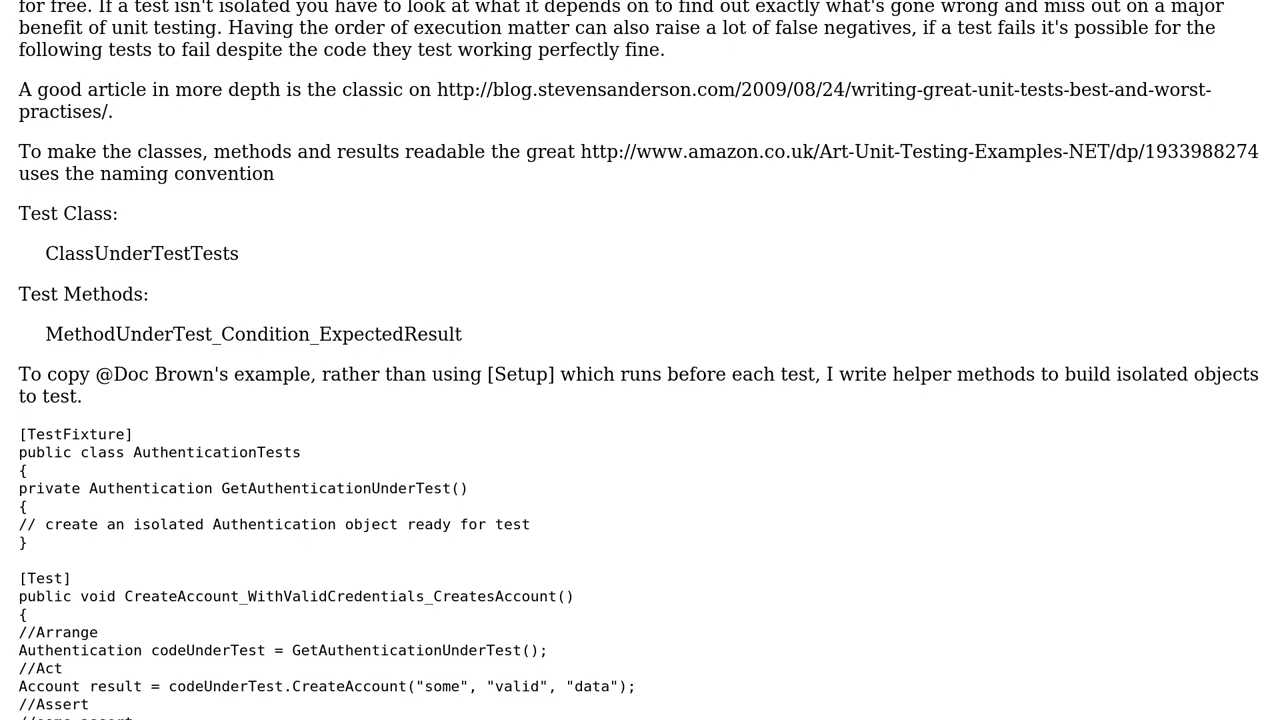 for free. If a test isn't isolated you have to look at what it depends on to find out exactly what's gone wrong and miss out on a major
benefit of unit testing. Having the order of execution matter can also raise a lot of false negatives, if a test fails it's possible for the
following tests to fail despite the code they test working perfectly fine.
A good article in more depth is the classic on http://blog.stevensanderson.com/2009/08/24/writing-great-unit-tests-best-and-worst-
practises/.
To make the classes, methods and results readable the great http://www.amazon.co.uk/Art-Unit-Testing-Examples-NET/dp/1933988274
uses the naming convention
Test Class:
ClassUnderTestTests
Test Methods:
MethodUnderTest_Condition_ExpectedResult
To copy @Doc Brown's example, rather than using [Setup] which runs before each test, I write helper methods to build isolated objects
to test.
[TestFixture]
public class AuthenticationTests
{
private Authentication GetAuthenticationUnderTest()
{
// create an isolated Authentication object ready for test
}
[Test]
public void CreateAccount_WithValidCredentials_CreatesAccount()
{
//Arrange
Authentication codeUnderTest = GetAuthenticationUnderTest();
//Act
Account result = codeUnderTest.CreateAccount("some", "valid", "data");
//Assert
//some assert